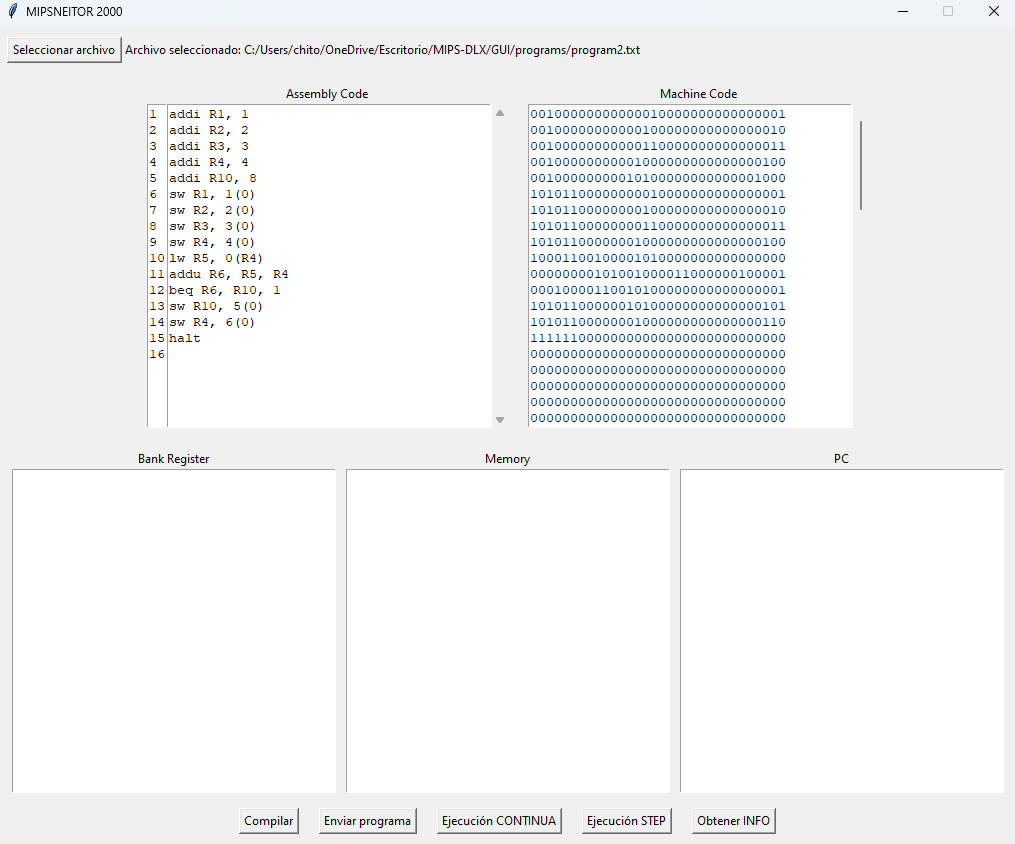 MIPSNEITOR 2000
Seleccionar archivo Archivo seleccionado: C:/Users/chito/OneDrive/Escritorio/MIPS-DLX/GUI/programs/program2.txt
Assembly Code
1 addi R1, 1
2 addi R2, 2
3 addi R3, 3
4 addi R4, 4
5 addi R10, 8
6 sw R1, 1(0)
7 sw R2, 2(0)
8 sw R3, 3(0)
9 sw R4, 4(0)
10 lw R5, 0(R4)
11 addu R6, R5, R4
12 beq R6, R10, 1
13 sw R10, 5(0)
14 sw R4, 6(0)
15 halt
16
Machine Code
00100000000000010000000000000001
00100000000000100000000000000010
00100000000000110000000000000011
00100000000001000000000000000100
00100000000010100000000000001000
10101100000000010000000000000001
10101100000000100000000000000010
10101100000000110000000000000011
10101100000001000000000000000100
10001100100001010000000000000000
00000000101001000011000000100001
00010000110010100000000000000001
10101100000010100000000000000101
10101100000001000000000000000110
11111100000000000000000000000000
00000000000000000000000000000000
00000000000000000000000000000000
00000000000000000000000000000000
00000000000000000000000000000000
00000000000000000000000000000000
Bank Register
Memory
PC
Compilar Enviar programa Ejecución CONTINUA Ejecución STEP Obtener INFO